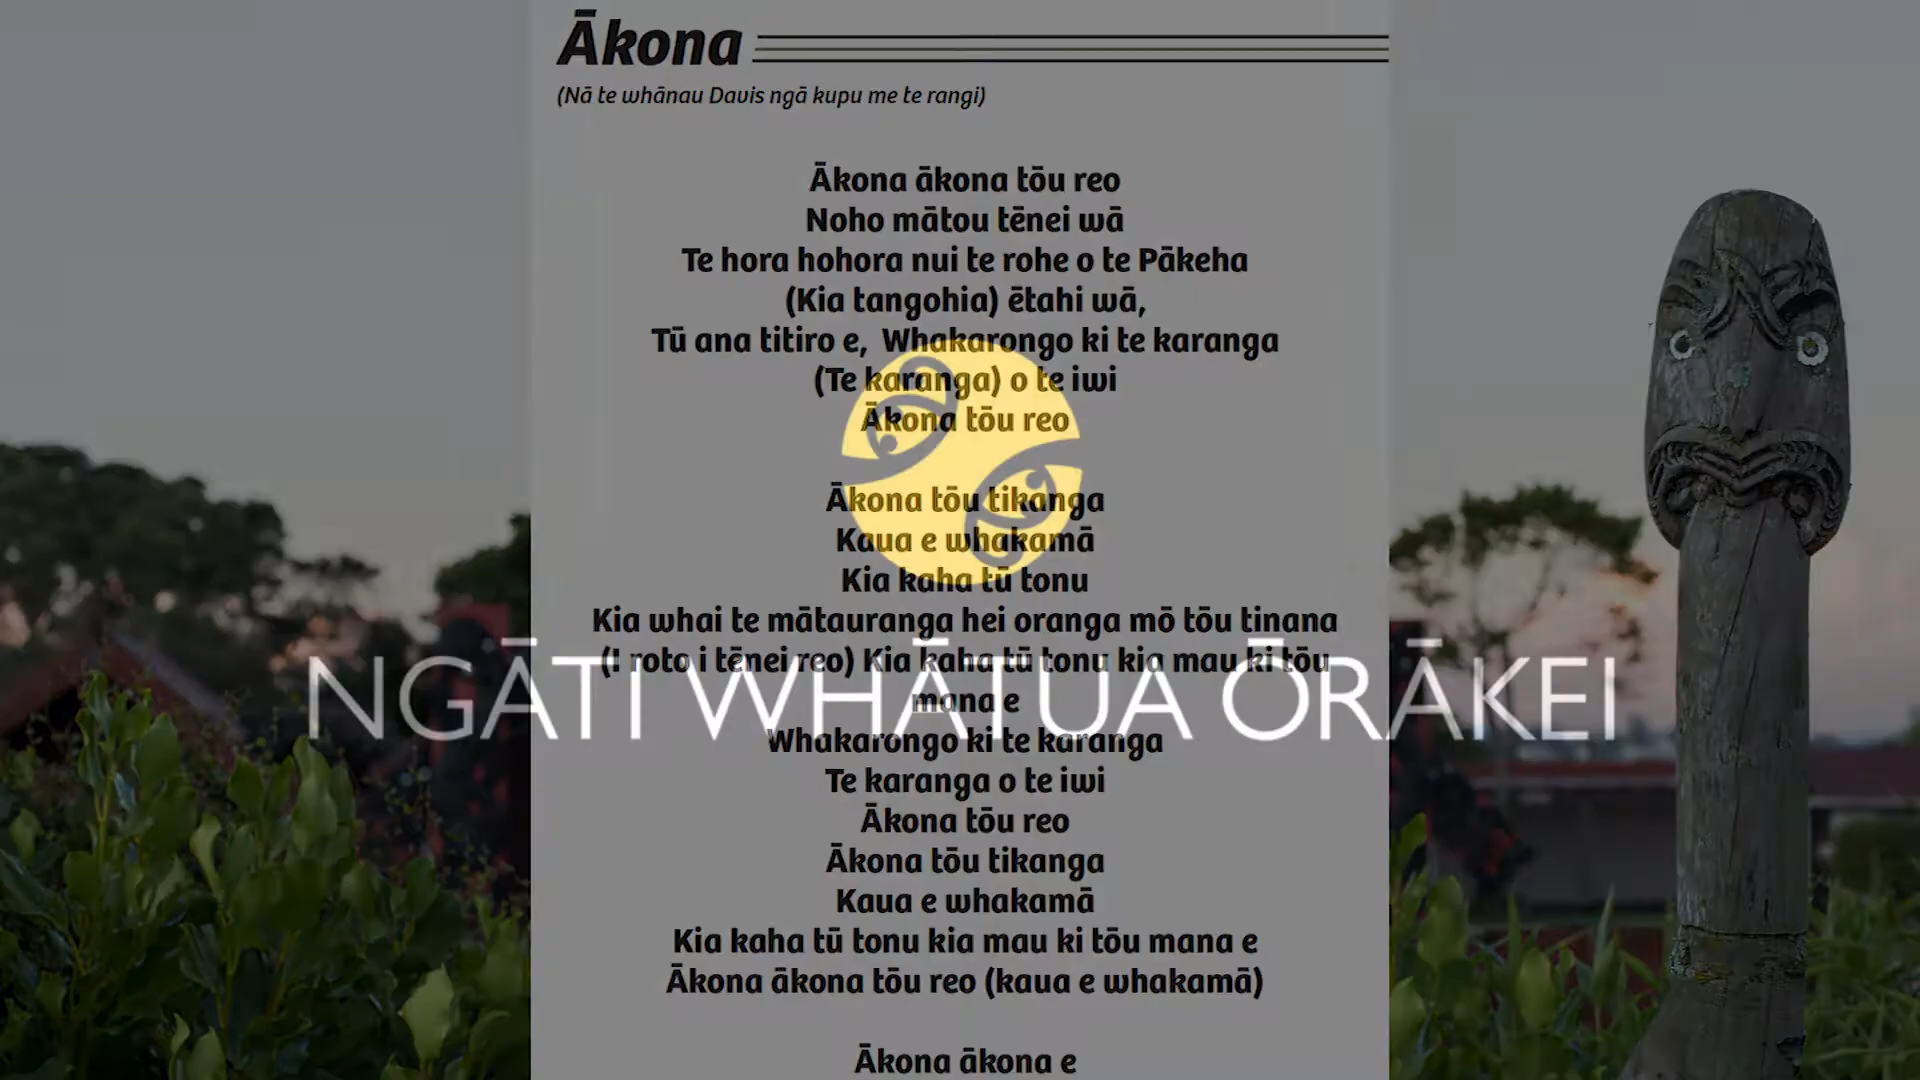 Ākona
(Nā te whānau Davis ngā kupu me te rangi)
Ākona ākona tōu reo
Noho mātou tēnei wā
Te hora hohora nui te rohe o te Pākeha
(Kia tangohia) ētahi wā,
Tū ana titiro e, Whakarongo ki te karanga
(Te karanga) o te iwi
Ākona tōu reo
Ākona tōu tikanga
Kaua e whakamā
Kia kaha tū tonu
Kia whai te mātauranga hei oranga mō tōu tinana
(I roto i tēnei reo) Kia kaha tū tonu kia mau ki tōu
mana e
NGĀTI WHĀTUA ŌRĀKEI
Whakarongo ki te karanga
Te karanga o te iwi
Ākona tōu reo
Ākona tōu tikanga
Kaua e whakamā
Kia kaha tū tonu kia mau ki tōu mana e
Ākona ākona tōu reo (kaua e whakamā)
Ākona ākona e